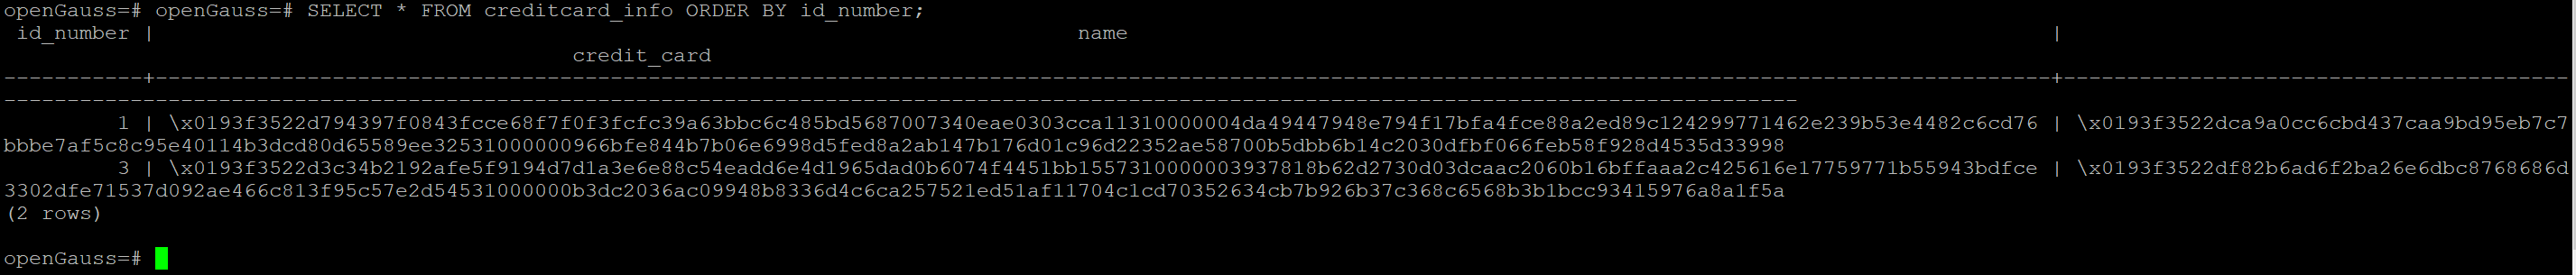 openGauss=# openGauss=# SELECT * FROM creditcard_info ORDER BY id_number;
 id_number |                                                                          name                                                                          |
                                             credit_card
-----------+------------------------------------------------------------------------------------------------------------------------------------------------------+----------------------------------------
----------------------------------------------------------------------------------------------------------------------------------------------
         1 | \x0193f3522d794397f0843fcce68f7f0f3fcfc39a63bbc6c485bd5687007340eae0303cca11310000004da49447948e794f17bfa4fce88a2ed89c124299771462e239b53e4482c6cd76 | \x0193f3522dca9a0cc6cbd437caa9bd95eb7c7
bbbe7af5c8c95e40114b3dcd80d65589ee32531000000966bfe844b7b06e6998d5fed8a2ab147b176d01c96d22352ae58700b5dbb6b14c2030dfbf066feb58f928d4535d33998
         3 | \x0193f3522d3c34b2192afe5f9194d7d1a3e6e88c54eadd6e4d1965dad0b6074f4451bb1557310000003937818b62d2730d03dcaac2060b16bffaaa2c425616e17759771b55943bdfce | \x0193f3522df82b6ad6f2ba26e6dbc8768686d
3302dfe71537d092ae466c813f95c57e2d54531000000b3dc2036ac09948b8336d4c6ca257521ed51af11704c1cd70352634cb7b926b37c368c6568b3b1bcc93415976a8a1f5a
(2 rows)
openGauss=#